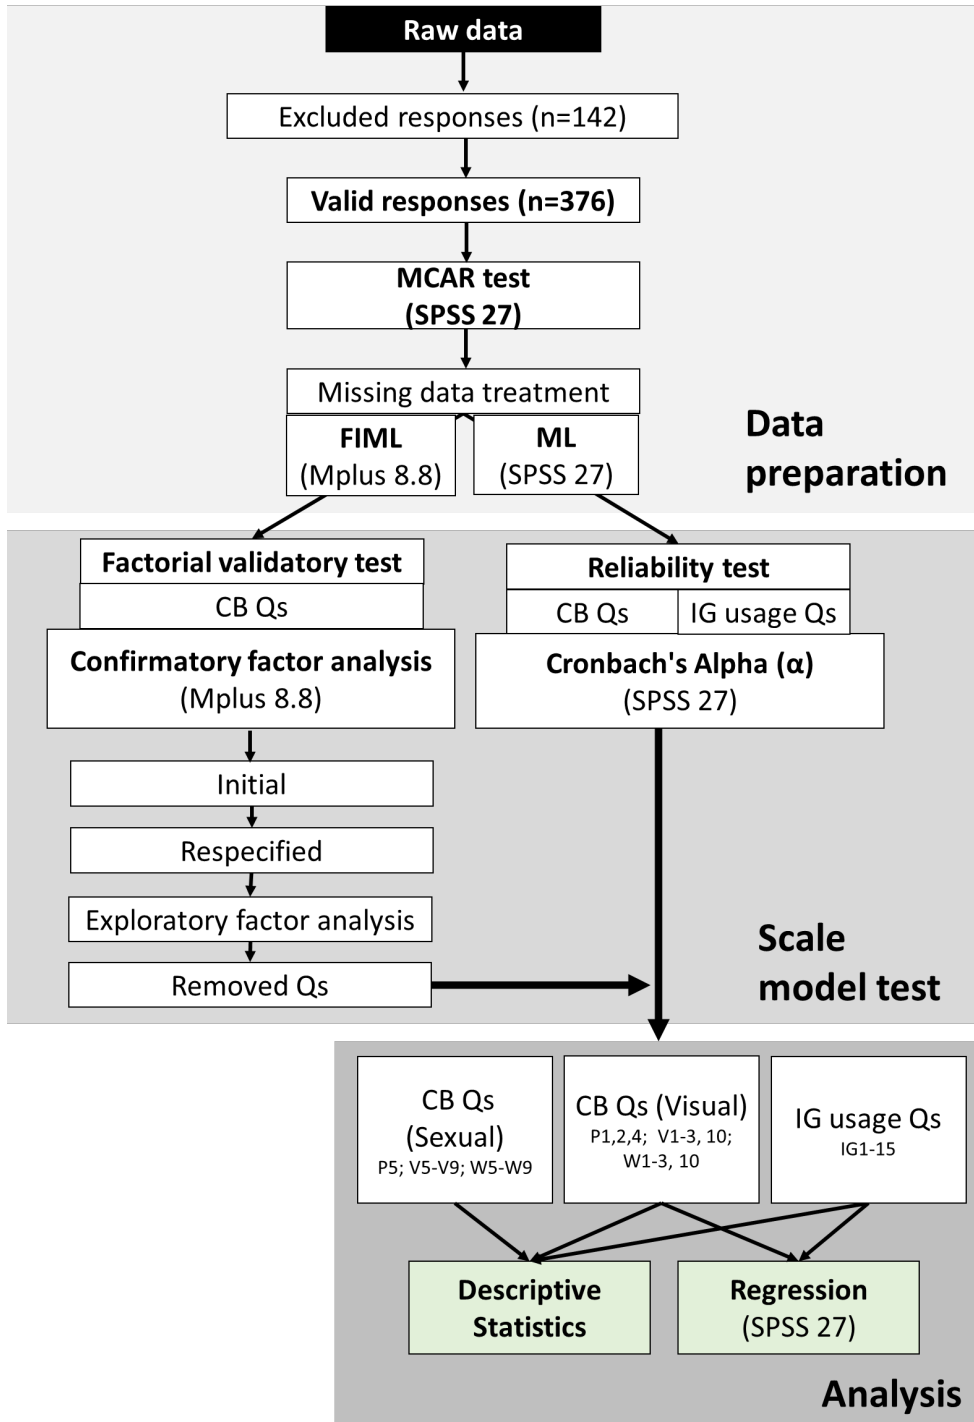 Raw data
Excluded responses (n=142)
Valid responses (n=376)
MCAR test
(SPSS 27)
Missing data treatment
FIML
(Mplus 8.8)
ML
(SPSS 27)
Data
preparation
Factorial validatory test
CB Qs
Confirmatory factor analysis
(Mplus 8.8)
Initial
Respecified
Exploratory factor analysis
Removed Qs
Reliability test
CB Qs
IG usage Qs
Cronbach's Alpha (α)
(SPSS 27)
Scale
model test
CB Qs
(Sexual)
P5; V5-V9; W5-W9
CB Qs (Visual)
P1,2,4; V1-3, 10;
W1-3, 10
IG usage Qs
IG1-15
Descriptive
Statistics
Regression
(SPSS 27)
Analysis